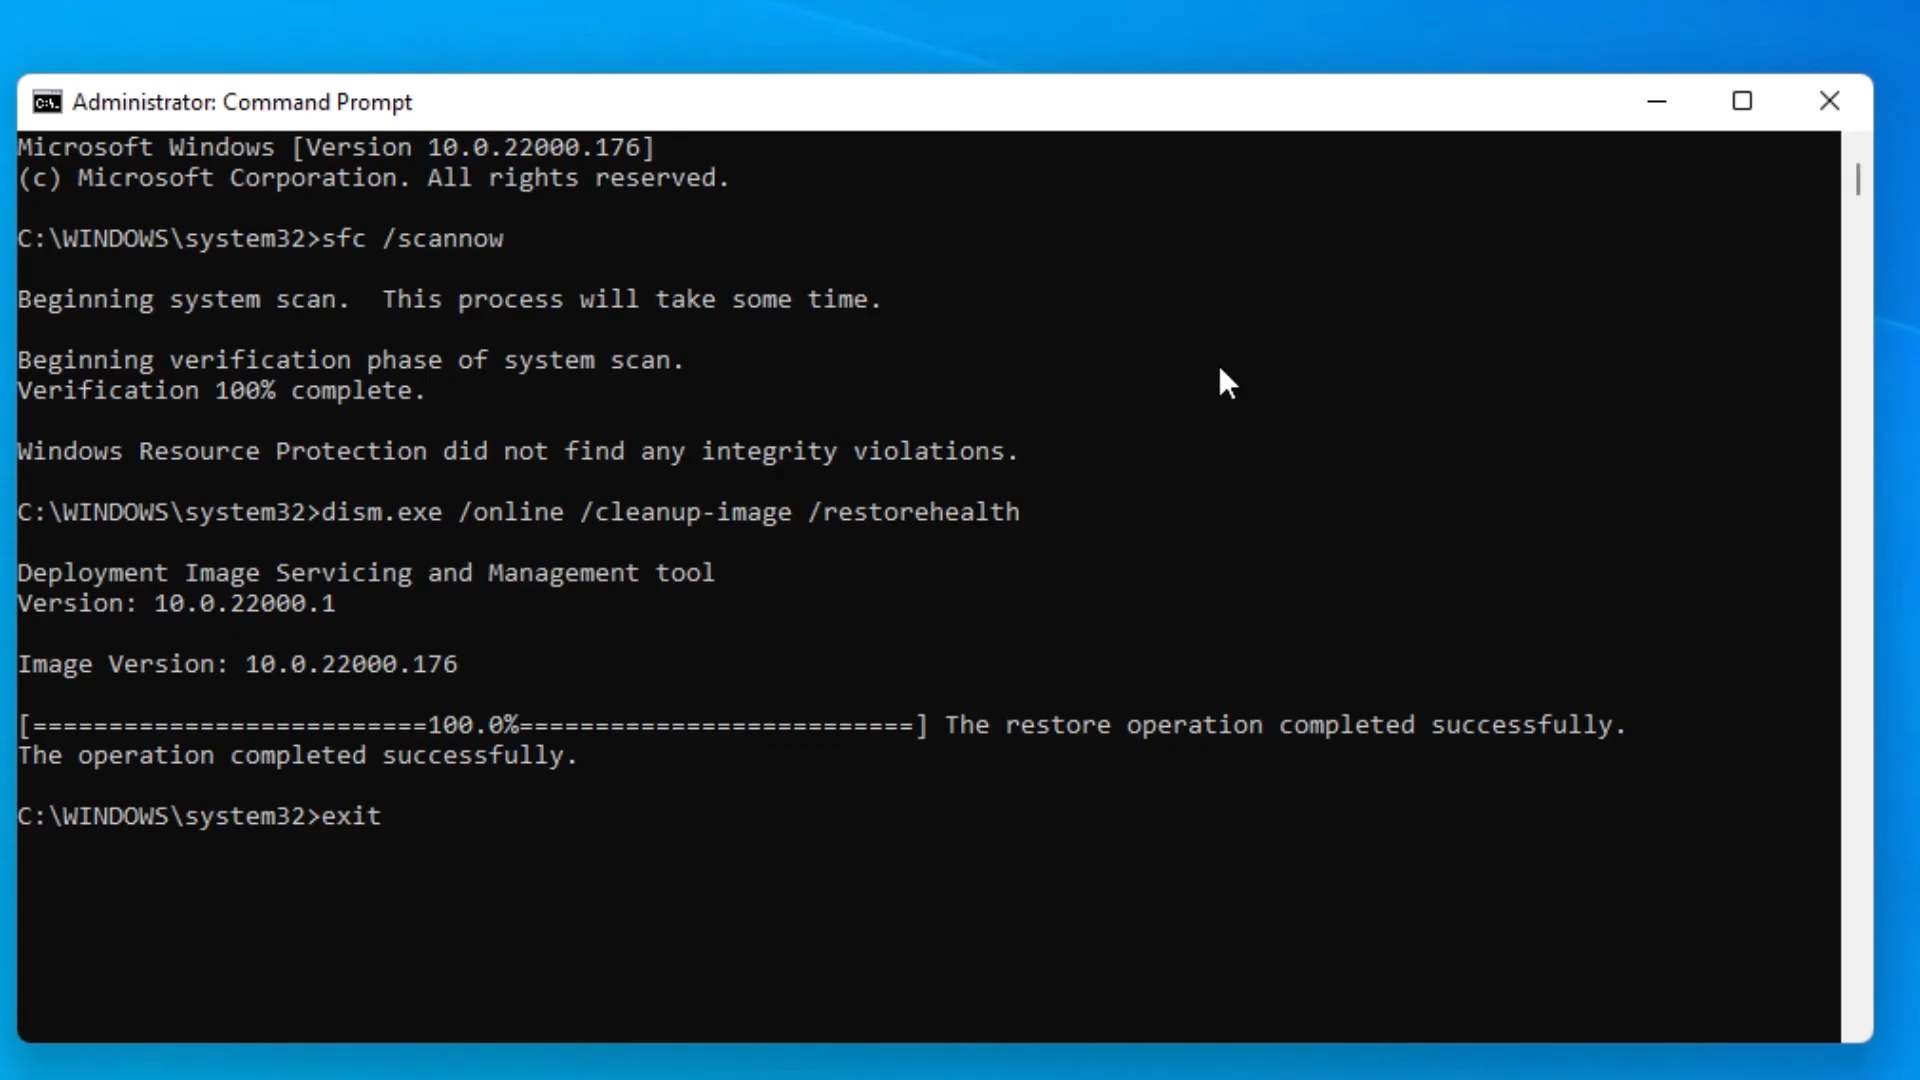 Administrator: Command Prompt
Microsoft Windows [Version 10.0.22000.176]
(c) Microsoft Corporation. All rights reserved.
C:\WINDOWS\system32>sfc /scannow
Beginning system scan.  This process will take some time.
Beginning verification phase of system scan.
Verification 100% complete.
Windows Resource Protection did not find any integrity violations.
C:\WINDOWS\system32>dism.exe /online /cleanup-image /restorehealth
Deployment Image Servicing and Management tool
Version: 10.0.22000.1
Image Version: 10.0.22000.176
[==========================100.0%==========================] The restore operation completed successfully.
The operation completed successfully.
C:\WINDOWS\system32>exit